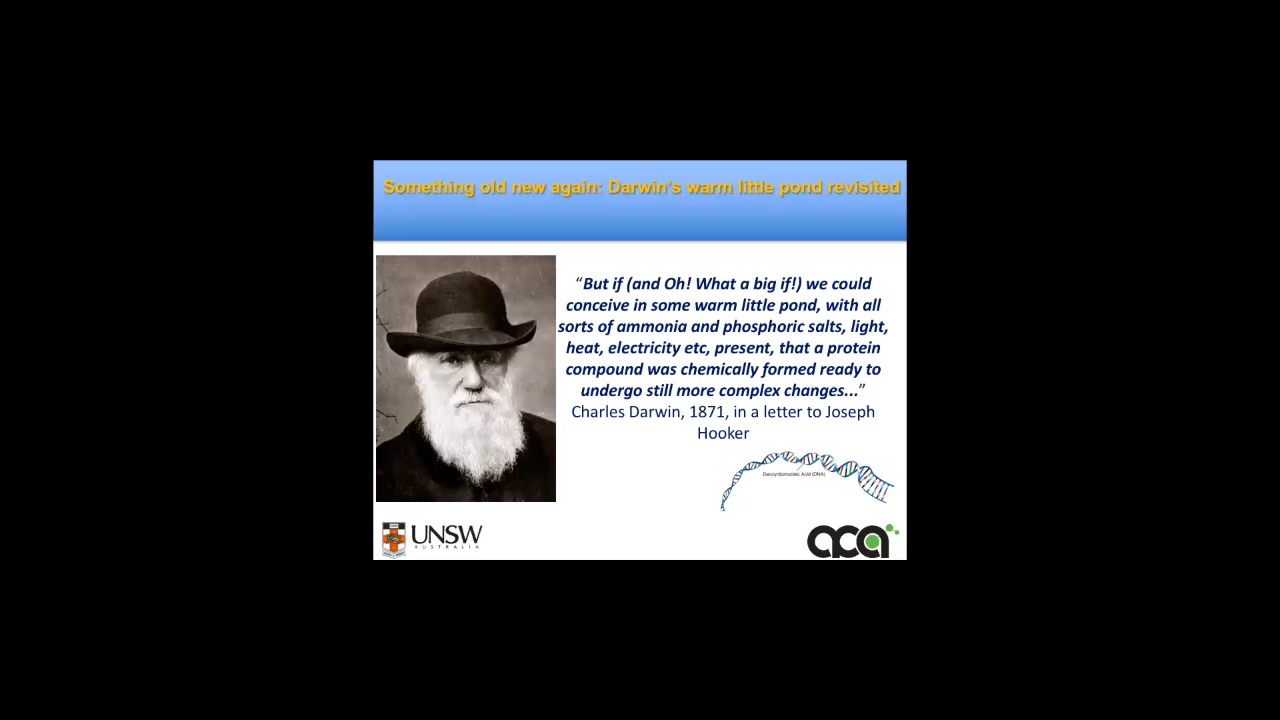 Something old new again: Darwin's warm little pond revisited
“But if (and Oh! What a big if!) we could
conceive in some warm little pond, with all
sorts of ammonia and phosphoric salts, light,
heat, electricity etc, present, that a protein
compound was chemically formed ready to
undergo still more complex changes...”
Charles Darwin, 1871, in a letter to Joseph
Hooker
Deoxyribonucleic Acid (DNA)
UNSW
AUSTRALIA
aca